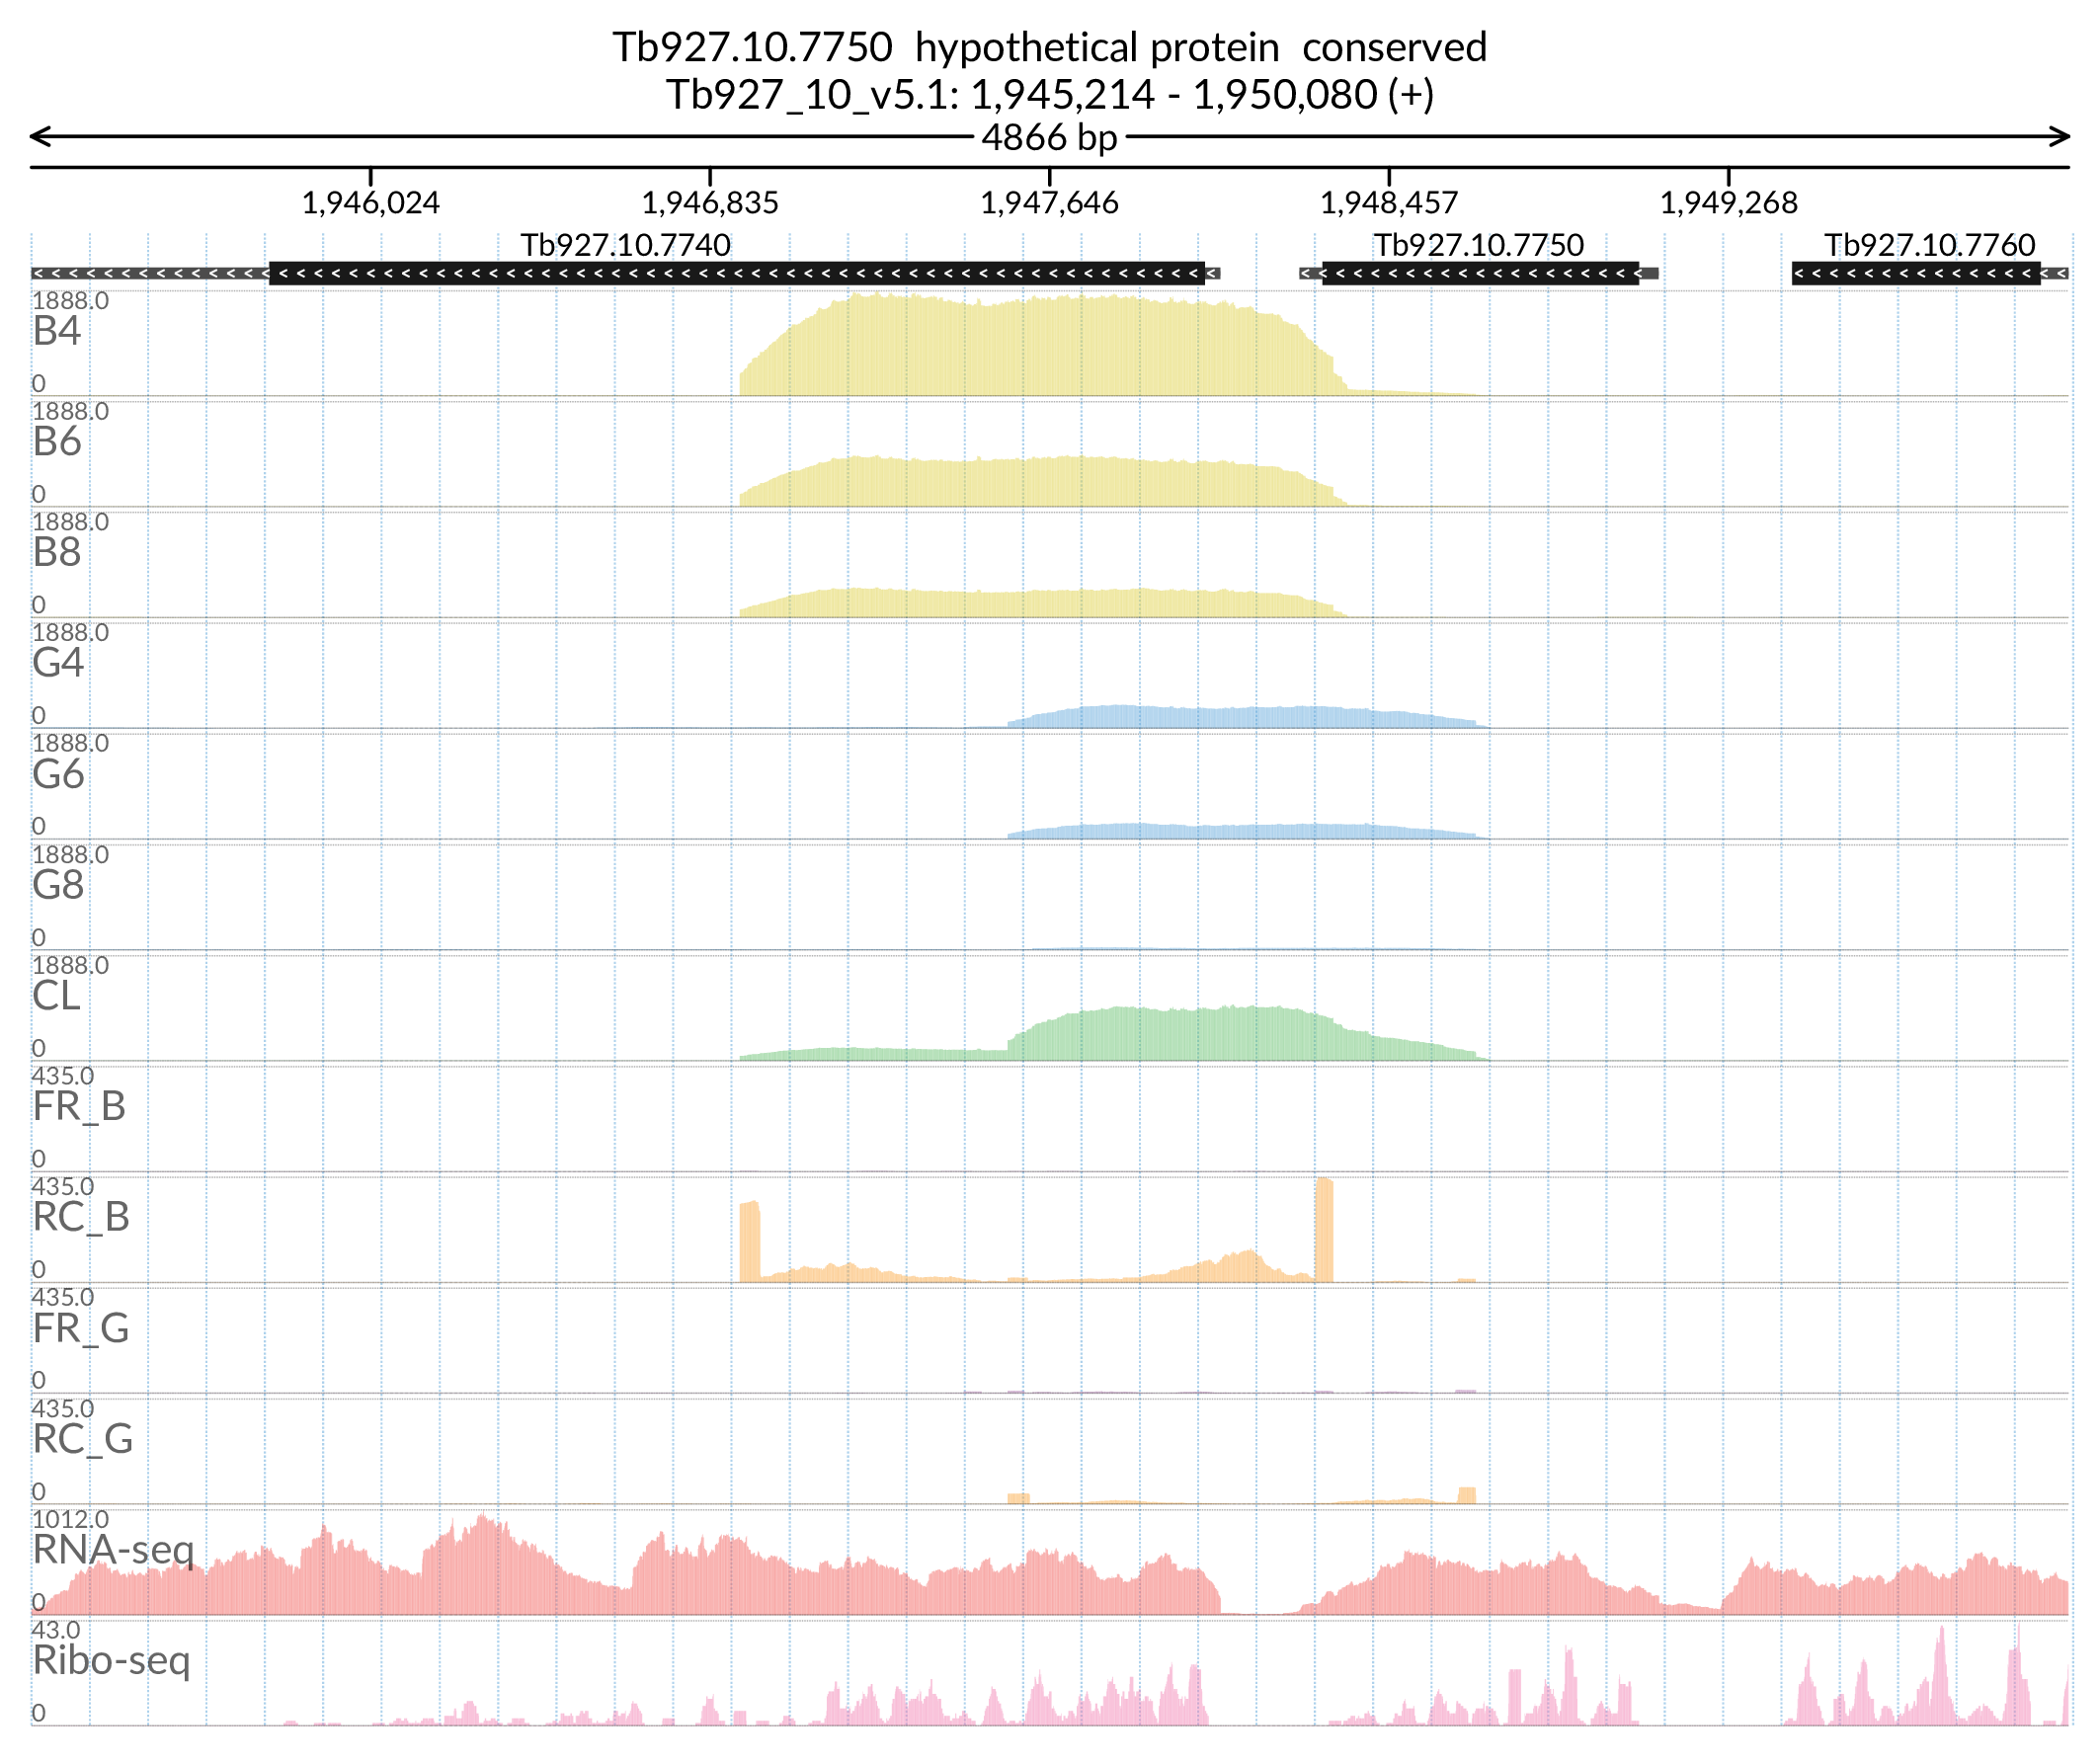 Tb927.10.7750  hypothetical protein  conserved
Tb927_10_v5.1: 1,945,214 - 1,950,080 (+)
4866 bp
1,946,024 1,946,835 1,947,646 1,948,457 1,949,268
Tb927.10.7740 Tb927.10.7750 Tb927.10.7760
1888.0
B4
0
1888.0
B6
0
1888.0
B8
0
1888.0
G4
0
1888.0
G6
0
1888.0
G8
0
1888.0
CL
0
435.0
FR_B
0
435.0
RC_B
0
435.0
FR_G
0
435.0
RC_G
0
1012.0
RNA-seq
0
43.0
Ribo-seq
0